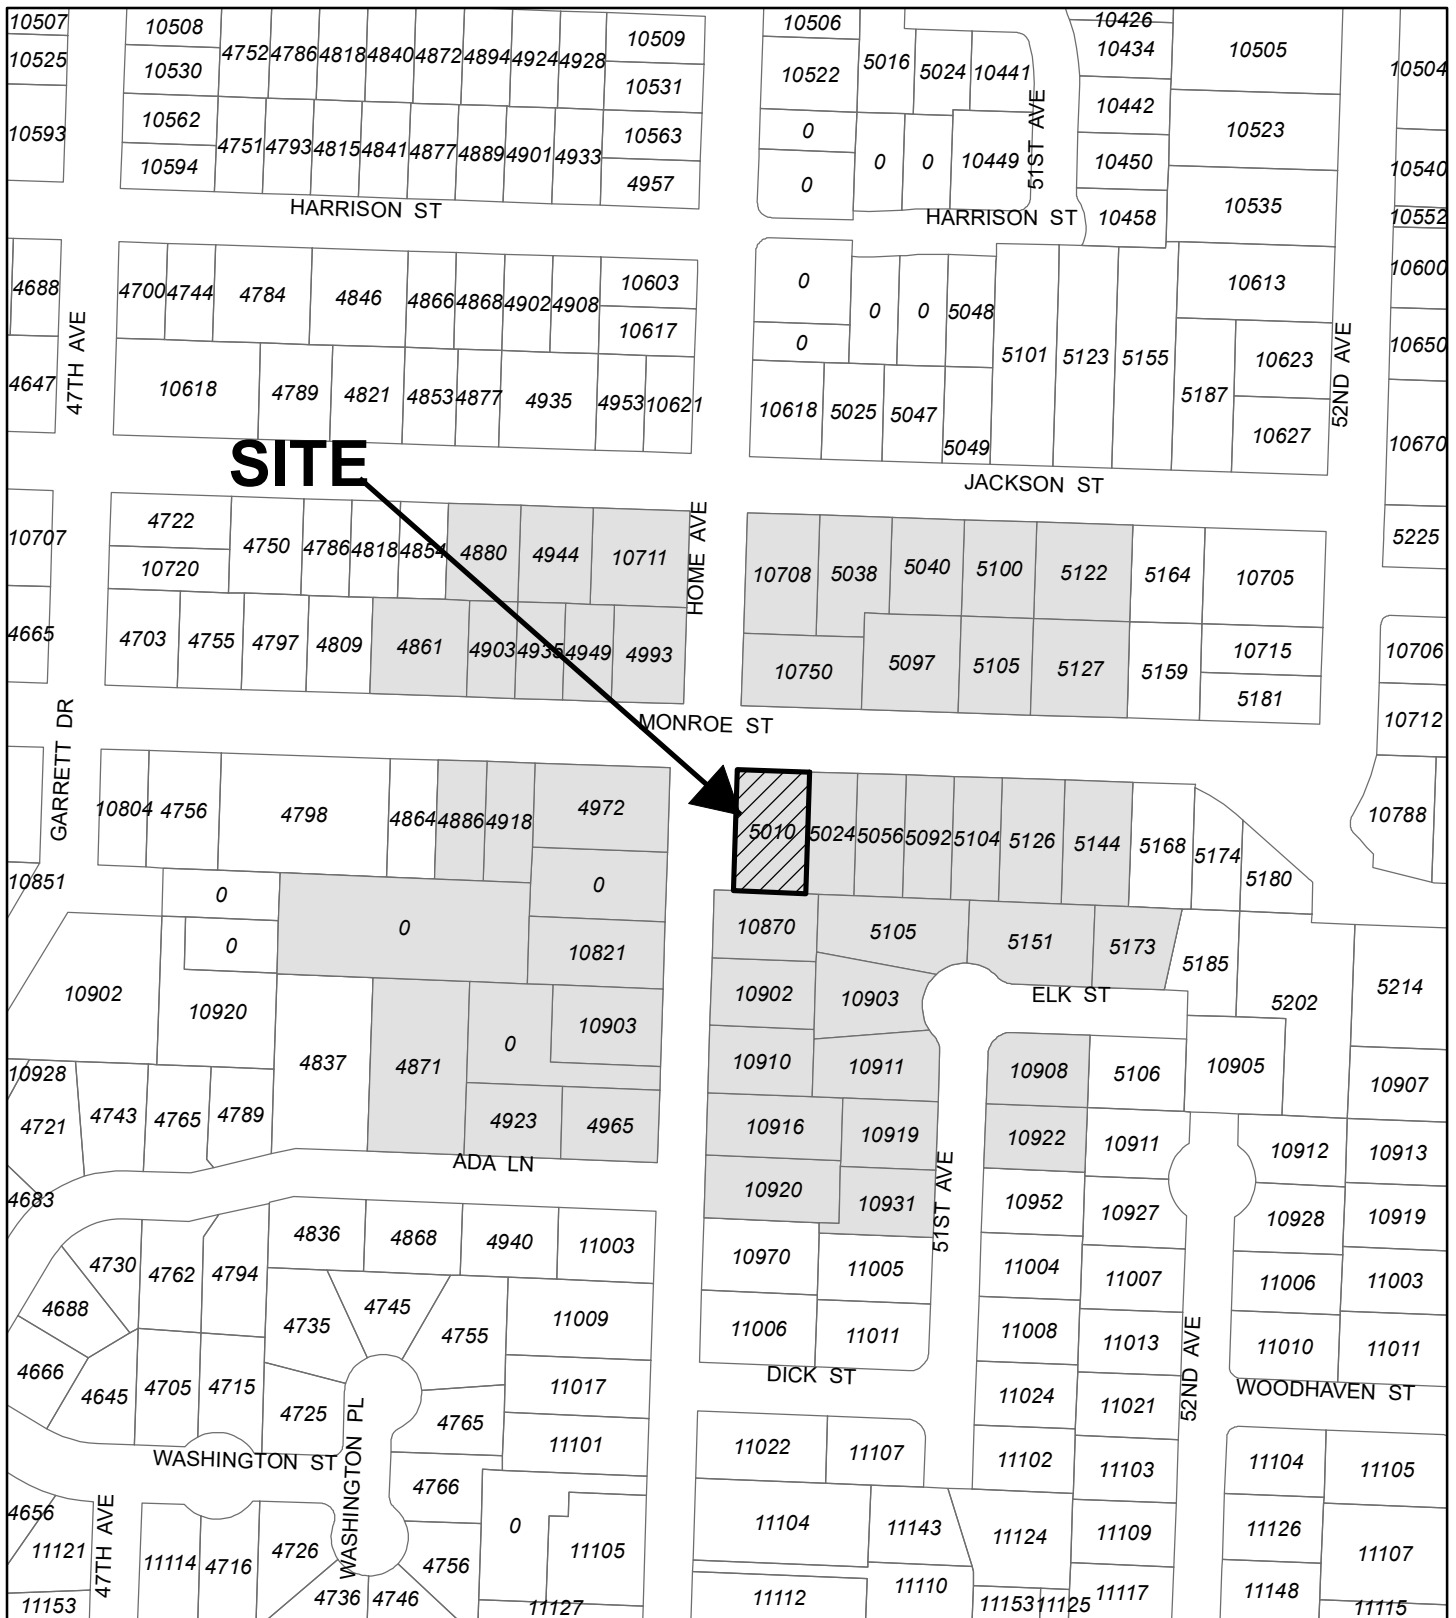 10507 10508 4752 4786 4818 4840 4872 4894 4924 4928 10509 10506 5016 5024 10441 10426 10434 10505 10504
10525 10530 10531 10522 10442 10523
10593 10562 4751 4793 4815 4841 4877 4889 4901 4933 10563 0 0 0 10449 51ST AVE 10450 10540
10594 4957 0 10458 10535 10552
HARRISON ST HARRISON ST
4688 4700 4744 4784 4846 4866 4868 4902 4908 10603 0 0 0 5048 10613 10600
47TH AVE 10617 0 5101 5123 5155 10623 52ND AVE 10650
4647 10618 4789 4821 4853 4877 4935 4953 10621 10618 5025 5047 5049 5187 10627 10670
SITE
JACKSON ST
10707 4722 4750 4786 4818 4854 4880 4944 10711 HOME AVE 10708 5038 5040 5100 5122 5164 10705 5225
10720
4665 4703 4755 4797 4809 4861 4903 4935 4949 4993 10750 5097 5105 5127 5159 10715 10706
5181 10712
MONROE ST
GARRETT DR 10804 4756 4798 4864 4886 4918 4972 5010 5024 5056 5092 5104 5126 5144 5168 5174 5180 10788
10851 0 0 0 10870 5105 5151 5173 5185
0 10821
10902 10920 0 10903 10902 10903 ELK ST 5202 5214
4837 4871 10910 10911 10908 5106 10905 10907
10928 4721 4743 4765 4789 4923 4965 10916 10919 10922 10911 10912 10913
ADA LN
4683 10920 10931 51ST AVE 10952 10927 10928 10919
4730 4762 4794 4836 4868 4940 11003 10970 11005 11004 11007 11006 11003
4688 4735 4745 4755 11009 11006 11011 11008 11013 52ND AVE 11010 11011
4666 4645 4705 4715 4725 WASHINGTON PL 4765 11017 DICK ST 11024 11021 WOODHAVEN ST
WASHINGTON ST 11101 11022 11107 11102 11103 11104 11105
4656 47TH AVE 4766 0 11104 11143 11124 11109 11126
11121 11114 4716 4726 4756 11105 11107
11153 4736 4746 11127 11112 11110 11153 11125 11117 11148 11115